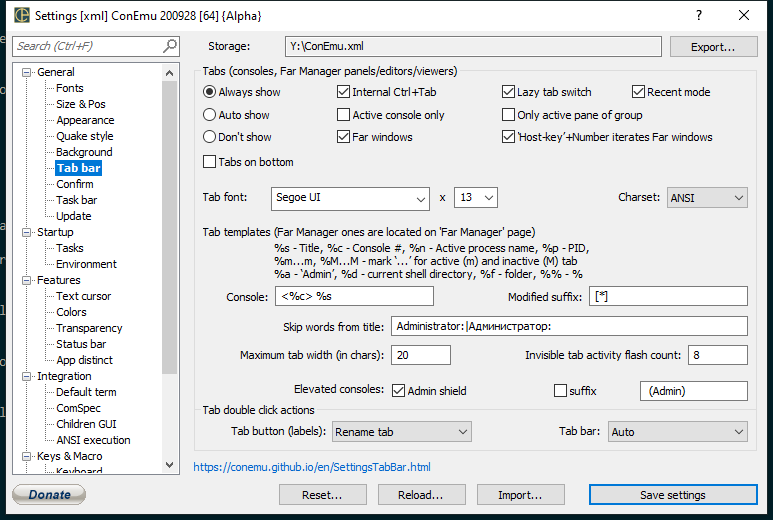 Settings [xml] ConEmu 200928 [64] {Alpha}
Search (Ctrl+F)
Storage:
Y:\ConEmu.xml
Export...
General
Fonts
Size & Pos
Appearance
Quake style
Background
Tab bar
Confirm
Task bar
Update
Startup
Tasks
Environment
Features
Text cursor
Colors
Transparency
Status bar
App distinct
Integration
Default term
ComSpec
Children GUI
ANSI execution
Keys & Macro
Keyboard
Tabs (consoles, Far Manager panels/editors/viewers)
Always show
Internal Ctrl+Tab
Lazy tab switch
Recent mode
Auto show
Active console only
Only active pane of group
Don't show
Far windows
'Host-key'+Number iterates Far windows
Tabs on bottom
Tab font:
Segoe UI
x
13
Charset:
ANSI
Tab templates (Far Manager ones are located on 'Far Manager' page)
%s - Title, %c - Console #, %n - Active process name, %p - PID,
%m...m, %M...M - mark '...' for active (m) and inactive (M) tab
%a - 'Admin', %d - current shell directory, %f - folder, %% - %
Console:
<%c> %s
Modified suffix:
[*]
Skip words from title:
Administrator:|Администратор:
Maximum tab width (in chars):
20
Invisible tab activity flash count:
8
Elevated consoles:
Admin shield
suffix
(Admin)
Tab double click actions
Tab button (labels):
Rename tab
Tab bar:
Auto
https://conemu.github.io/en/SettingsTabBar.html
Donate
Reset...
Reload...
Import...
Save settings